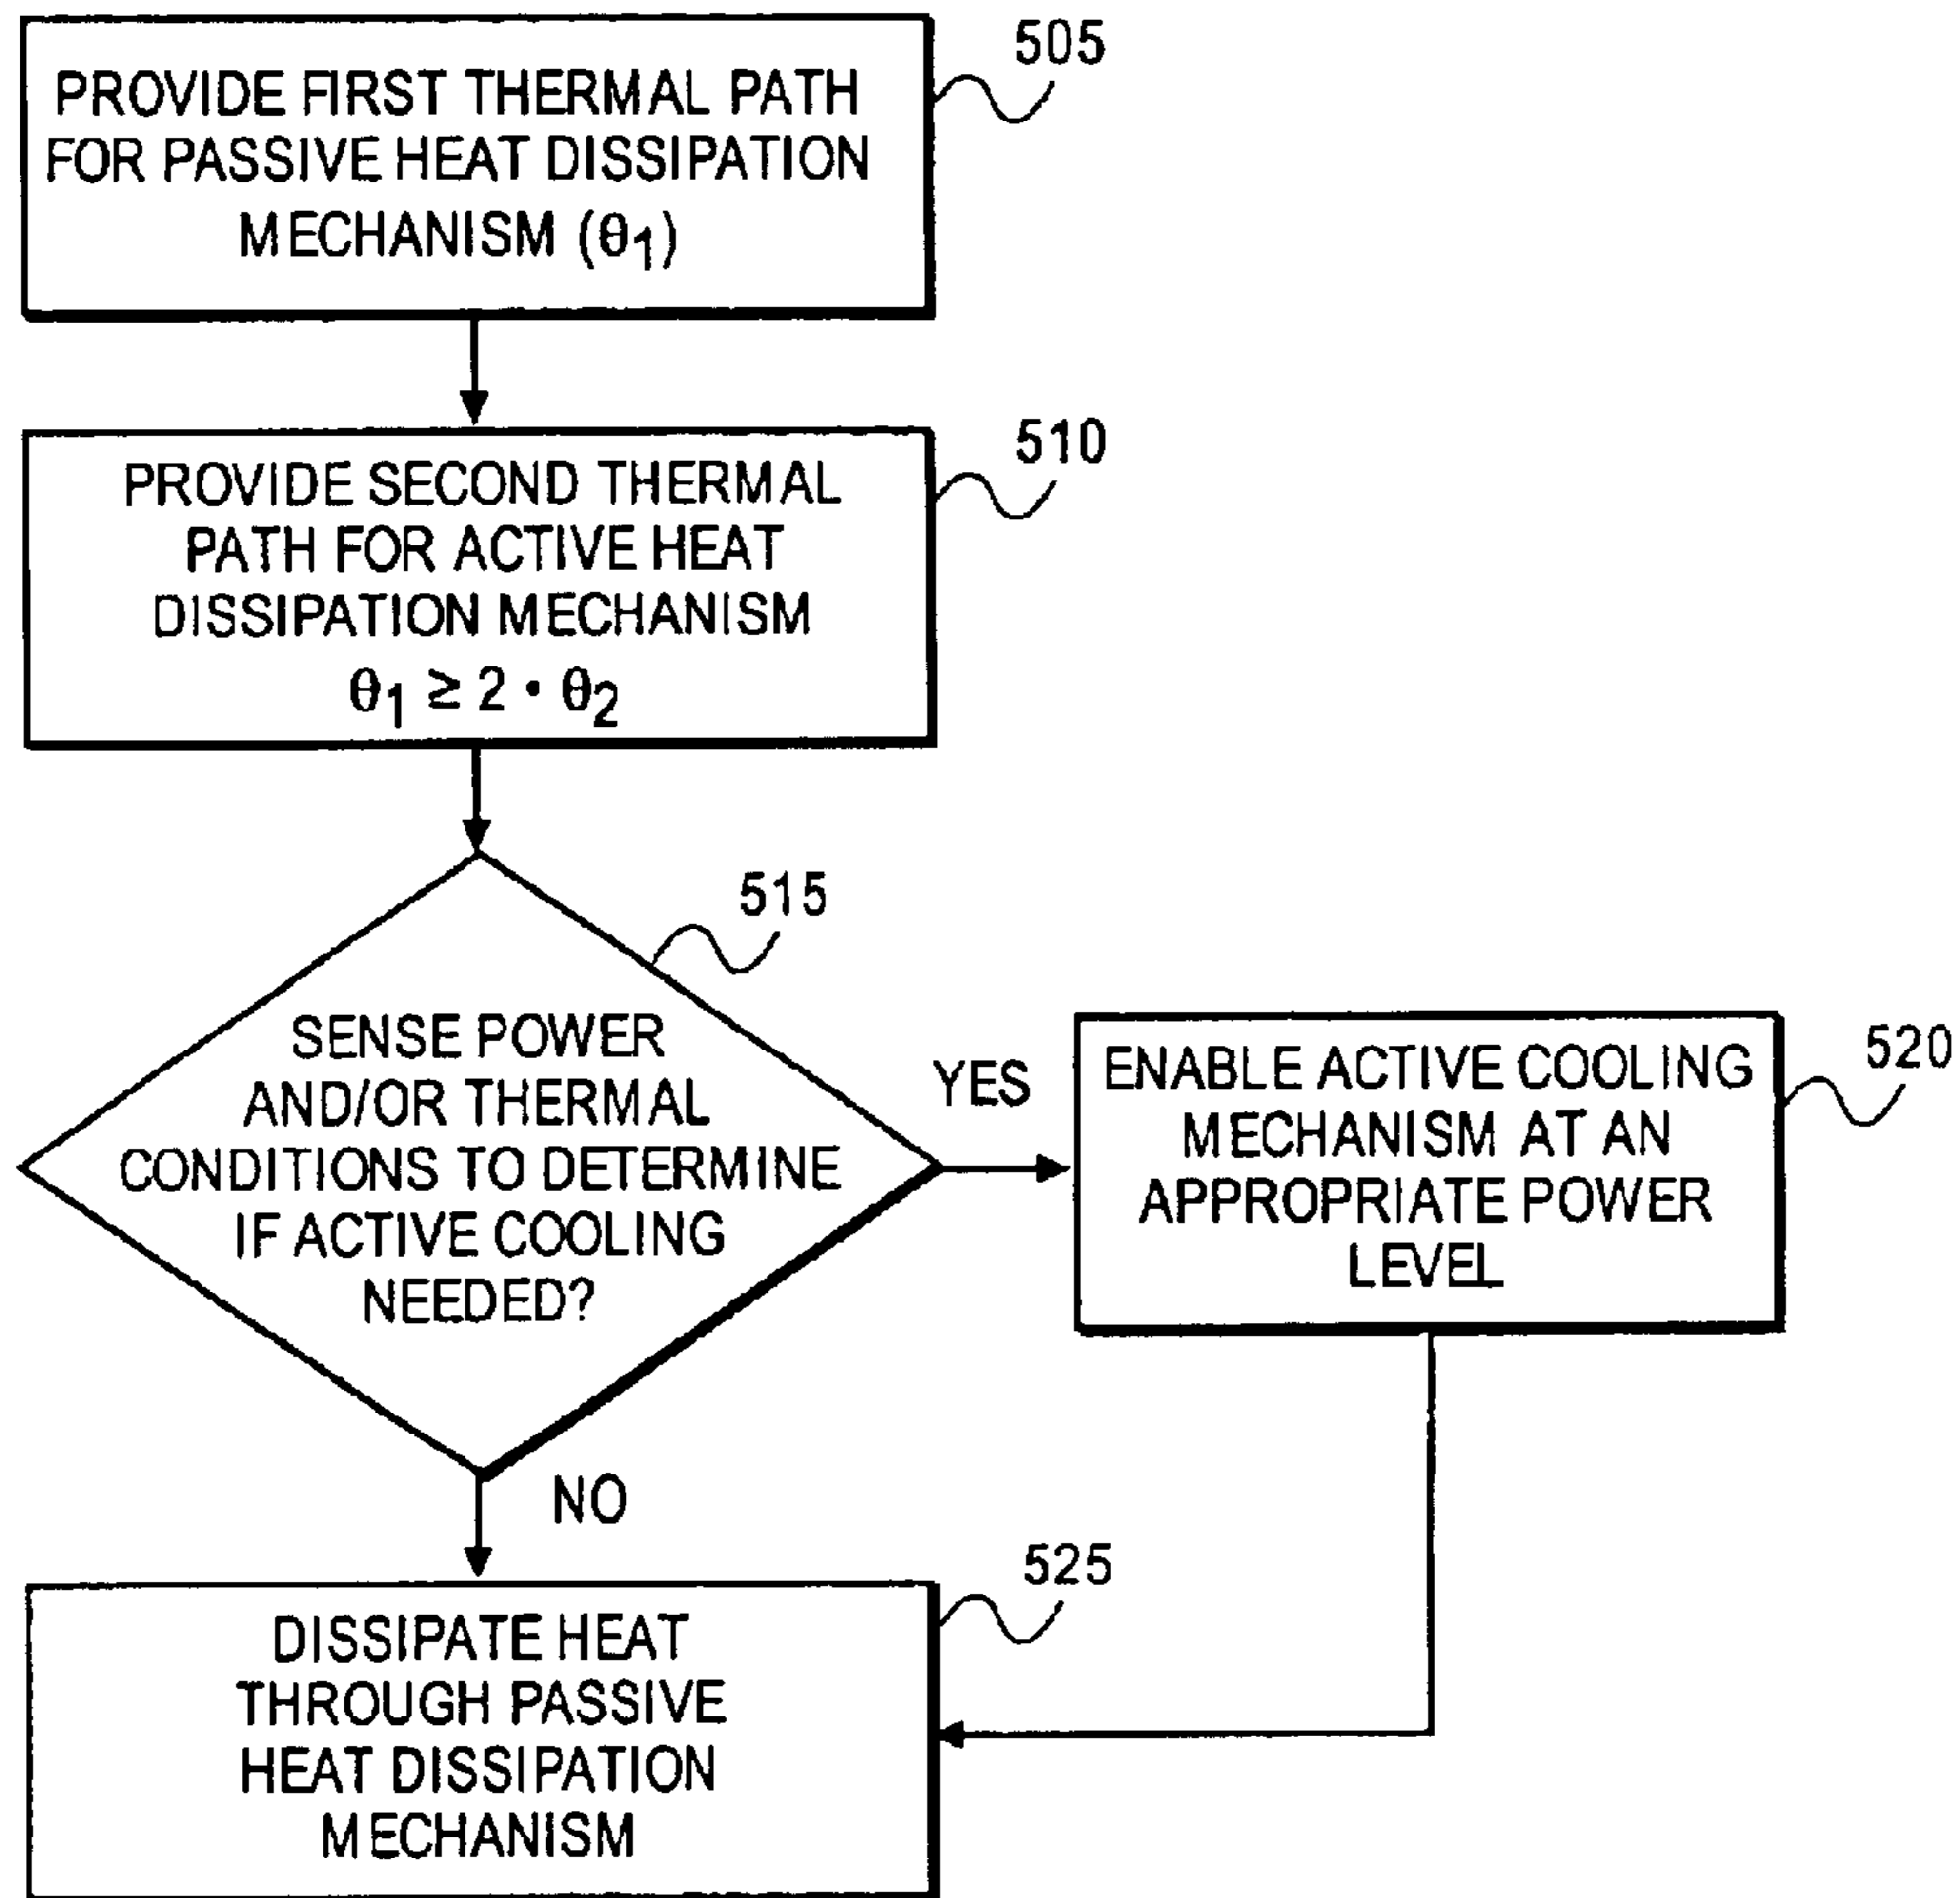 505
PROVIDE FIRST THERMAL PATH
FOR PASSIVE HEAT DISSIPATION
MECHANISM (θ1)
510
PROVIDE SECOND THERMAL
PATH FOR ACTIVE HEAT
DISSIPATION MECHANISM
θ1 ≥ 2 • θ2
515
SENSE POWER
AND/OR THERMAL
CONDITIONS TO DETERMINE
IF ACTIVE COOLING
NEEDED?
YES
520
ENABLE ACTIVE COOLING
MECHANISM AT AN
APPROPRIATE POWER
LEVEL
NO
525
DISSIPATE HEAT
THROUGH PASSIVE
HEAT DISSIPATION
MECHANISM